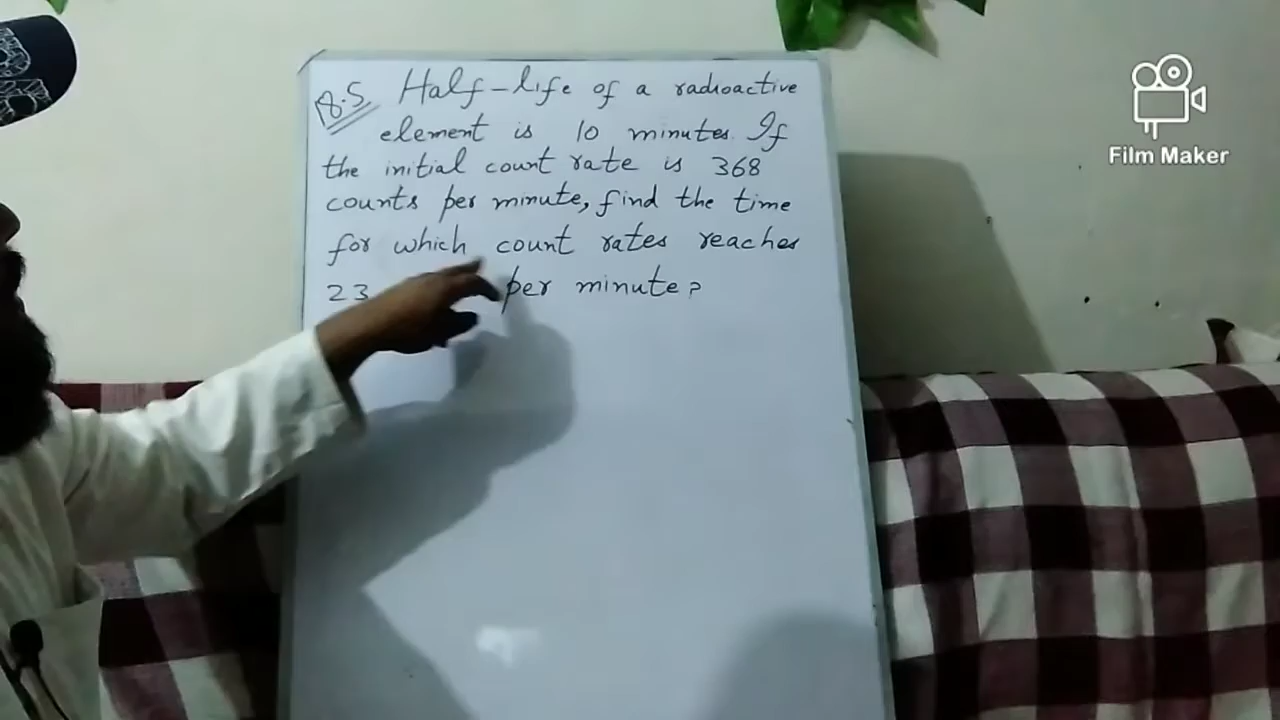 18.5 Half-life of a radioactive
element is 10 minutes. If
the initial count rate is 368
counts per minute, find the time
for which count rates reaches
23 per minute?
Film Maker